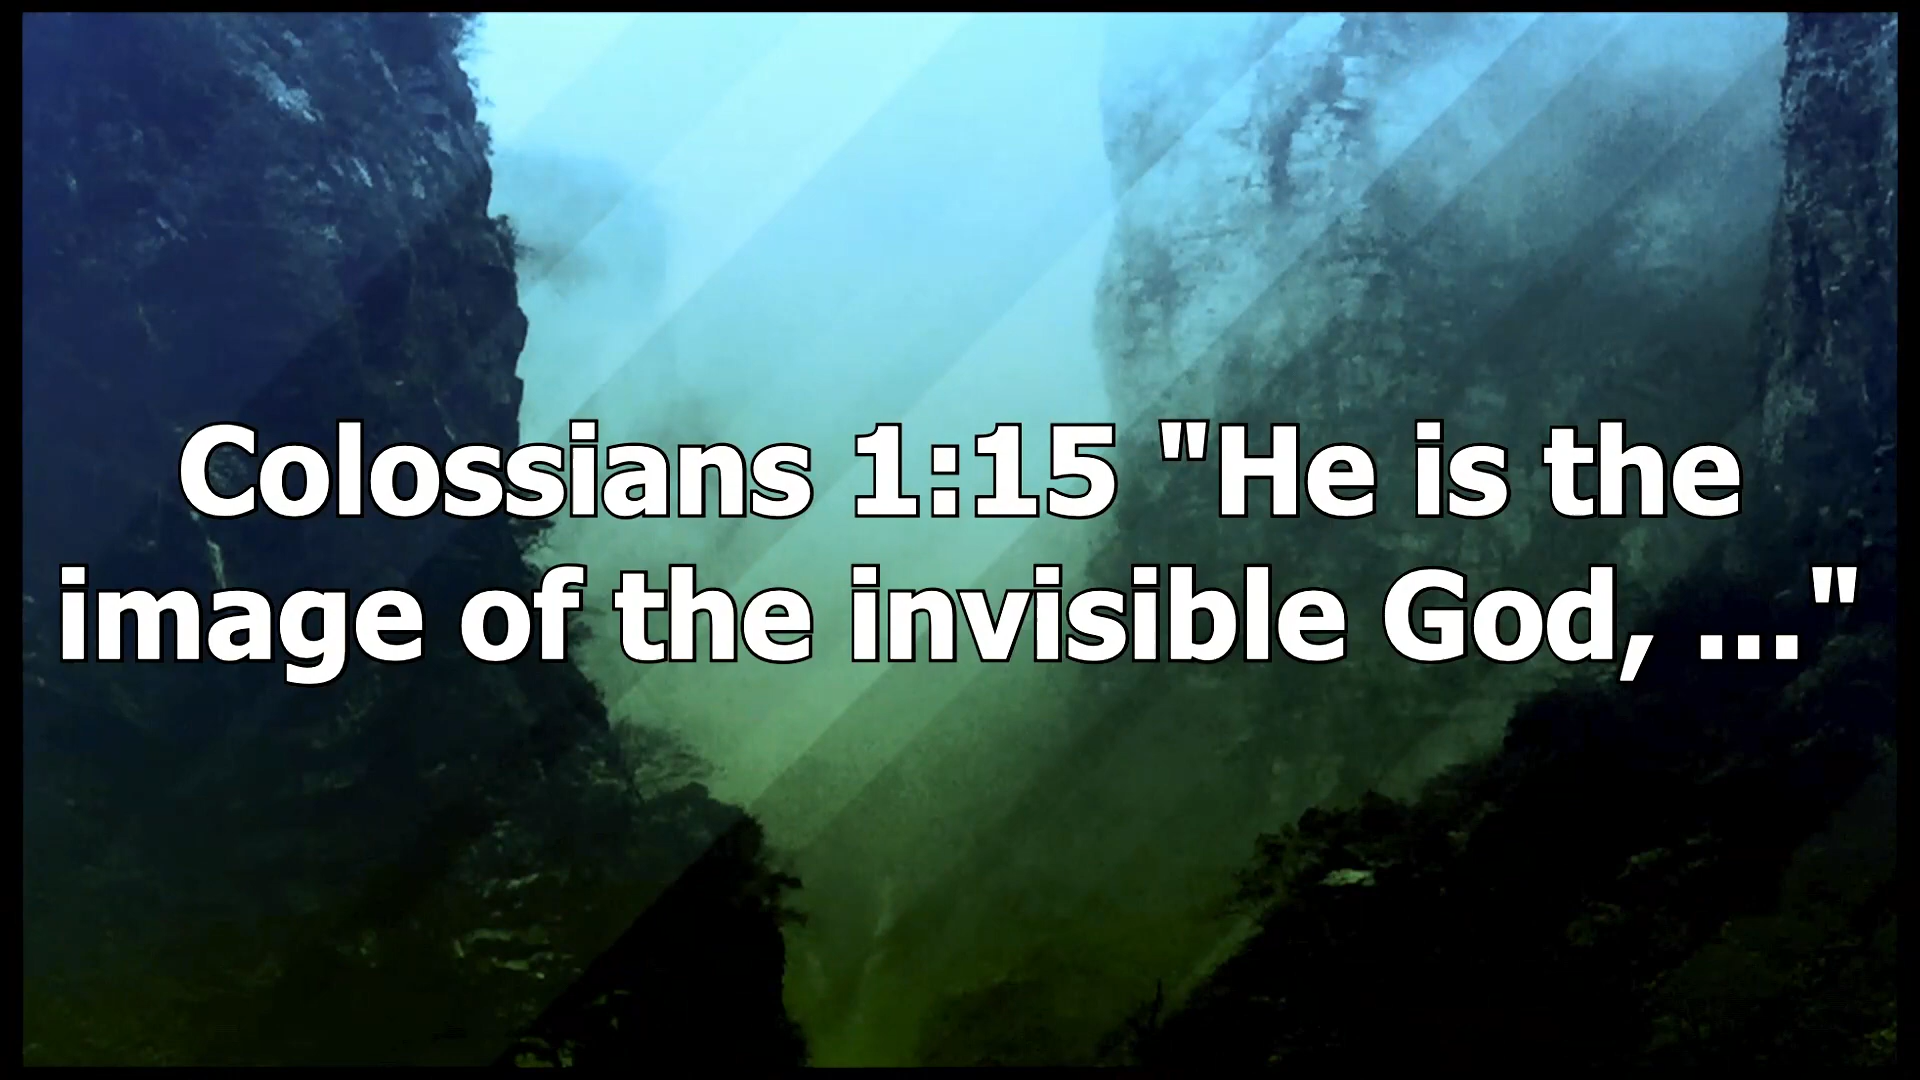 Colossians 1:15 "He is the
image of the invisible God, ..."